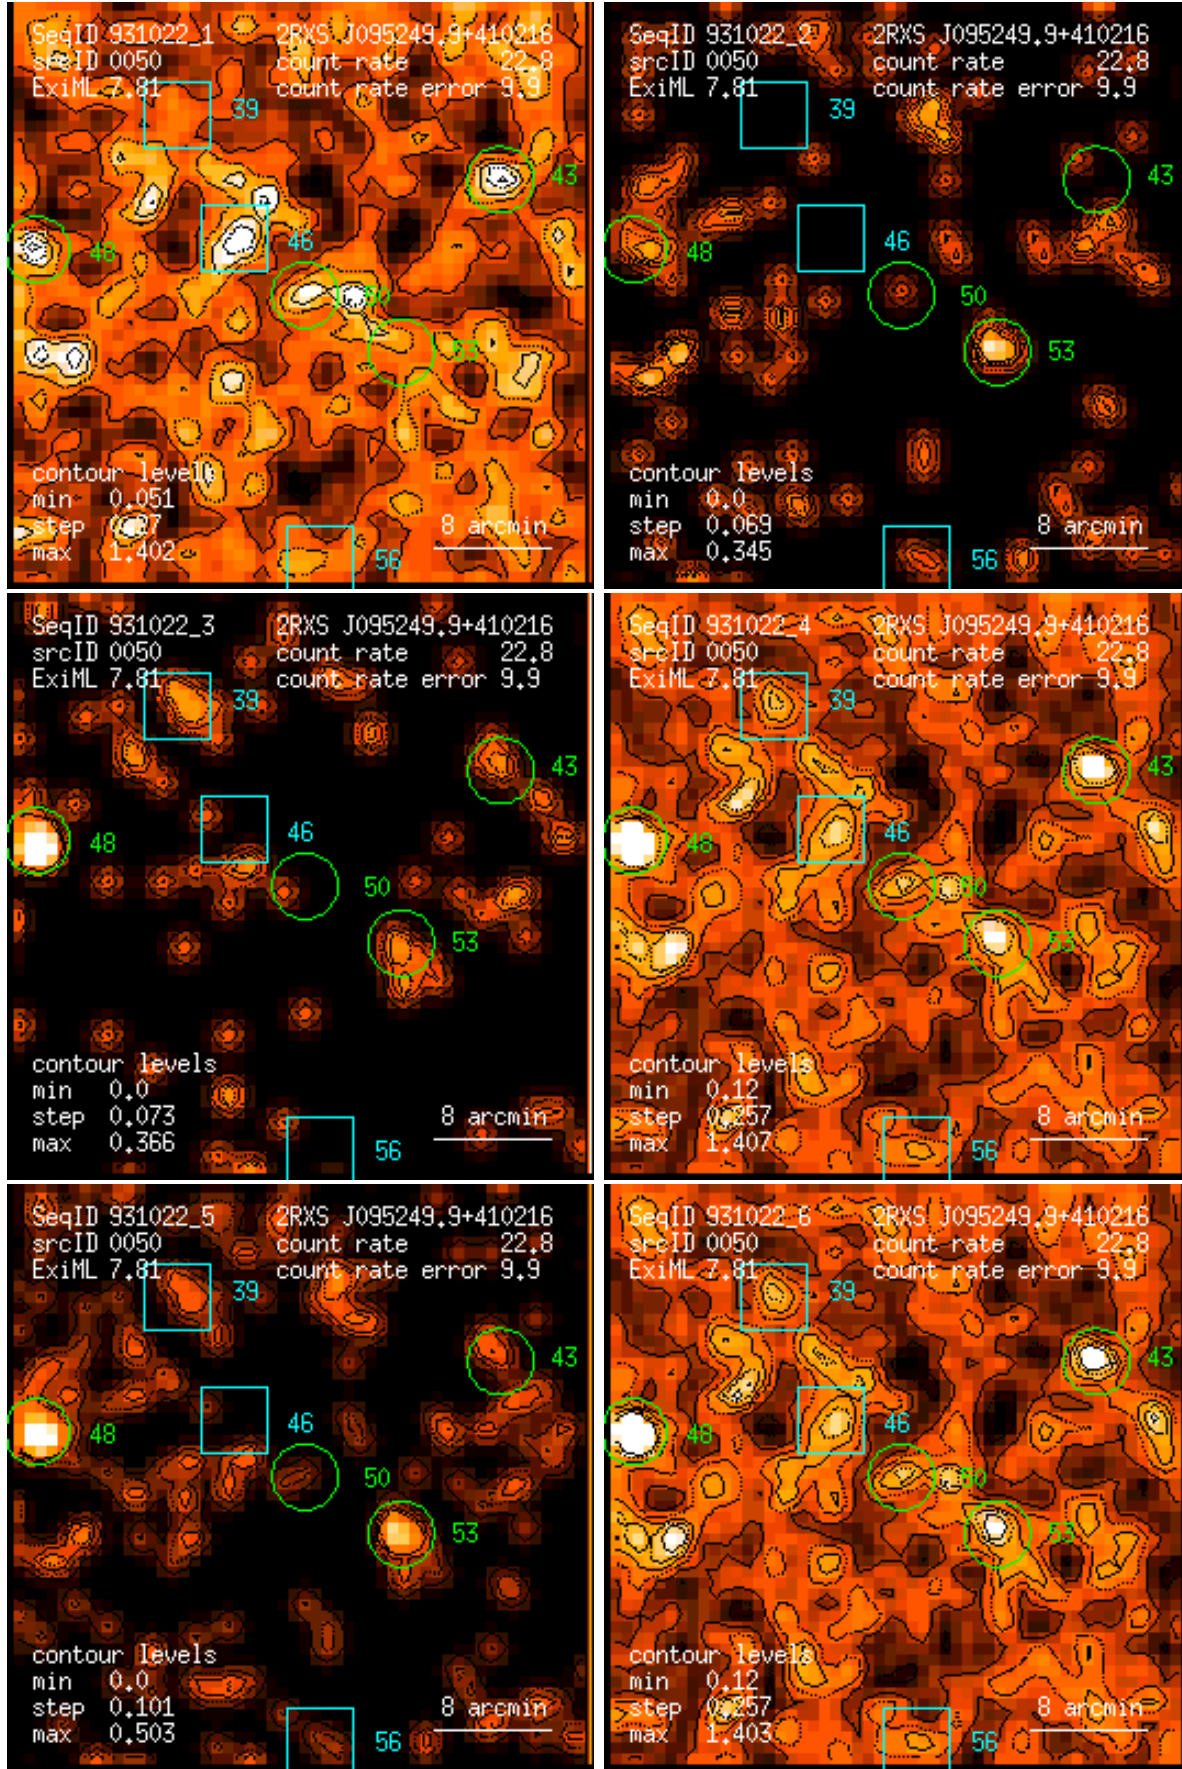 SeqID 931022_1 2RXS J095249.9+410216
srcID 0050 count rate 22.8
ExiML 7.81 count rate error 9.9
39
43
46
48
50
53
contour levels
min 0.051
step 0.27 8 arcmin
max 1.402
56
SeqID 931022_2 2RXS J095249.9+410216
srcID 0050 count rate 22.8
ExiML 7.81 count rate error 9.9
39
43
46
48
50
53
contour levels
min 0.0
step 0.069 8 arcmin
max 0.345
56
SeqID 931022_3 2RXS J095249.9+410216
srcID 0050 count rate 22.8
ExiML 7.81 count rate error 9.9
39
43
46
48
50
53
contour levels
min 0.0
step 0.073 8 arcmin
max 0.366
56
SeqID 931022_4 2RXS J095249.9+410216
srcID 0050 count rate 22.8
ExiML 7.81 count rate error 9.9
39
43
46
48
50
53
contour levels
min 0.12
step 0.257 8 arcmin
max 1.407
56
SeqID 931022_5 2RXS J095249.9+410216
srcID 0050 count rate 22.8
ExiML 7.81 count rate error 9.9
39
43
46
48
50
53
contour levels
min 0.0
step 0.101 8 arcmin
max 0.503
56
SeqID 931022_6 2RXS J095249.9+410216
srcID 0050 count rate 22.8
ExiML 7.81 count rate error 9.9
39
43
46
48
50
53
contour levels
min 0.12
step 0.257 8 arcmin
max 1.403
56